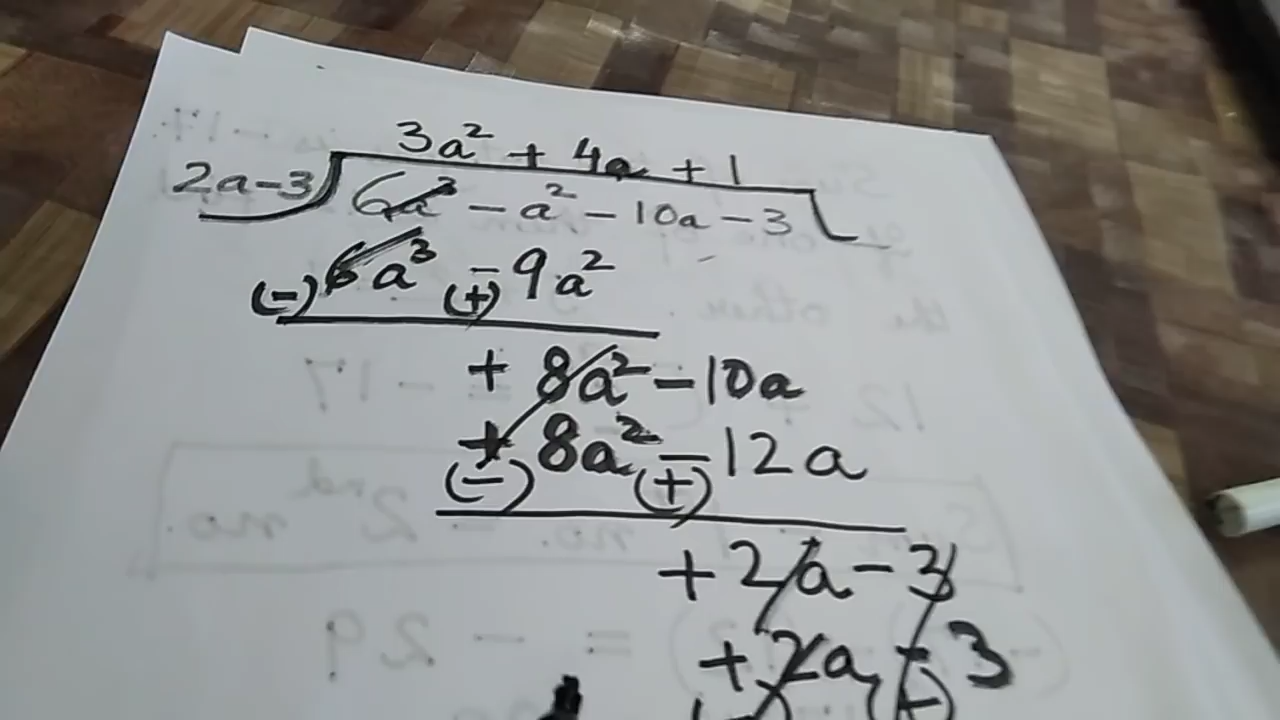 3a² + 4a + 1
2a-3) 6a³ - a² - 10a - 3
6a³ - 9a²
(-) (+)
+ 8a² - 10a
+ 8a² - 12a
(-) (+)
+ 2a - 3
+ 2a - 3